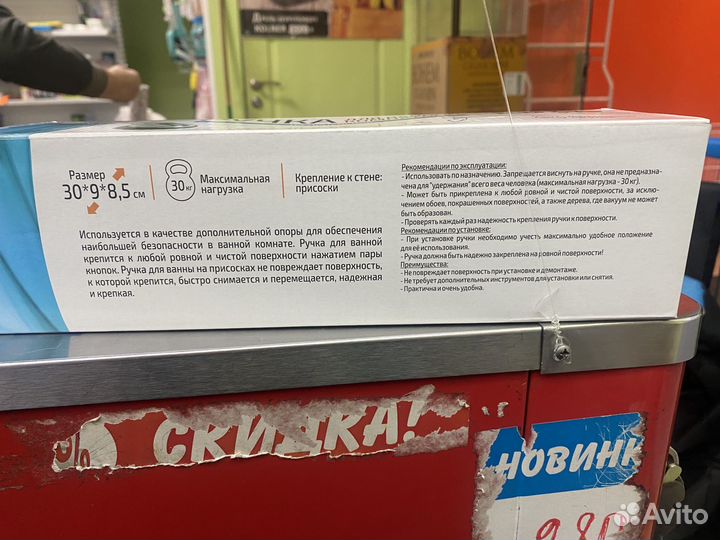 РУЧКА
Размер
30*9*8,5 см
30 кг
Максимальная
нагрузка
Крепление к стене:
присоски
Используется в качестве дополнительной опоры для обеспечения
наибольшей безопасности в ванной комнате. Ручка для ванной
крепится к любой ровной и чистой поверхности нажатием пары
кнопок. Ручка для ванны на присосках не повреждает поверхность,
к которой крепится, быстро снимается и перемещается, надежная
и крепкая.
Рекомендации по эксплуатации:
- Использовать по назначению. Запрещается виснуть на ручке, она не предназна-
чена для "удержания" всего веса человека (максимальная нагрузка - 30 кг).
- Может быть прикреплена к любой ровной и чистой поверхности, за исклю-
чением обоев, покрашенных поверхностей, а также дерева, где вакуум не может
быть образован.
- Проверять каждый раз надежность крепления ручки к поверхности.
Рекомендации по установке:
- При установке ручки необходимо учесть максимально удобное положение
для её использования.
- Ручка должна быть надежно закреплена на ровной поверхности!
Преимущества:
- Не повреждает поверхность при установке и демонтаже.
- Не требует дополнительных инструментов для установки или снятия.
- Практична и очень удобна.
% СКИДКА!
НОВИНК
980
Avito